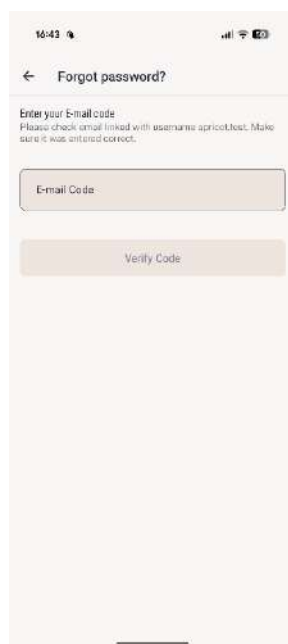 16:43
Forgot password?
Enter your E-mail code
Please check email linked with username apricot.test. Make
sure it was entered correct.
E-mail Code
Verify Code